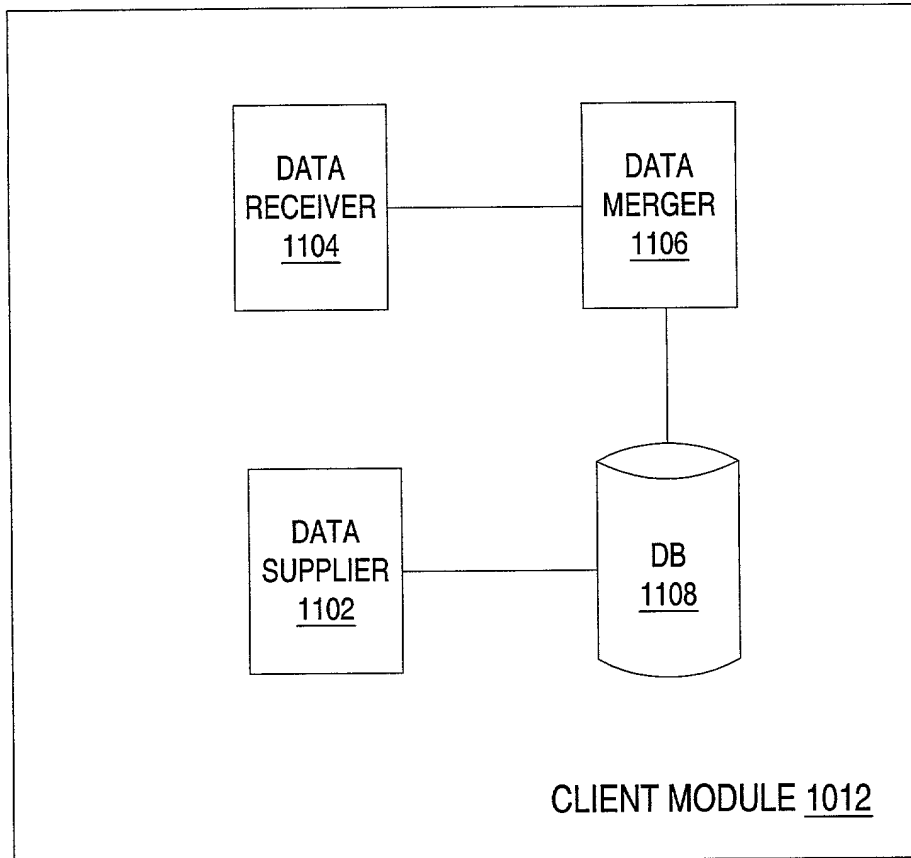 DATA
RECEIVER
1104
DATA
MERGER
1106
DATA
SUPPLIER
1102
DB
1108
CLIENT MODULE 1012